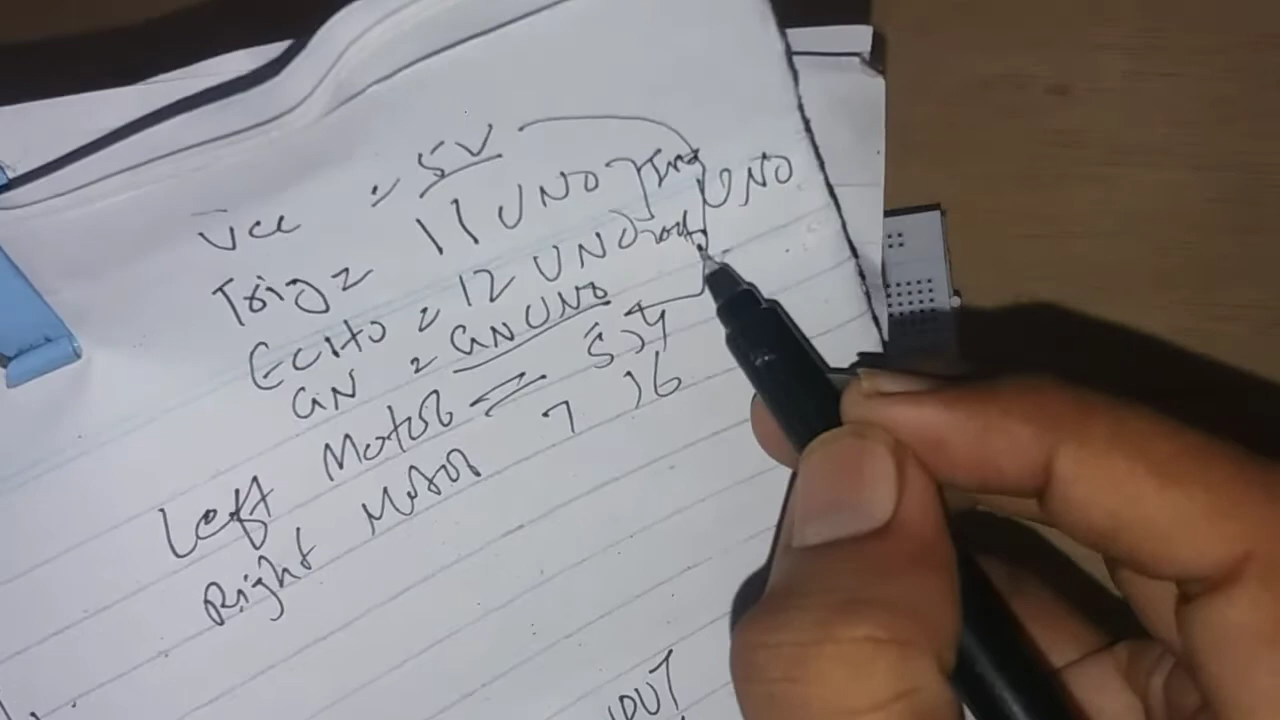 Vcc = 5V
Trig = 11 UNO UNO
ECHO = 12 UNO
GN = GN UNO
Left Motor = 5,4
Right Motor 7,6